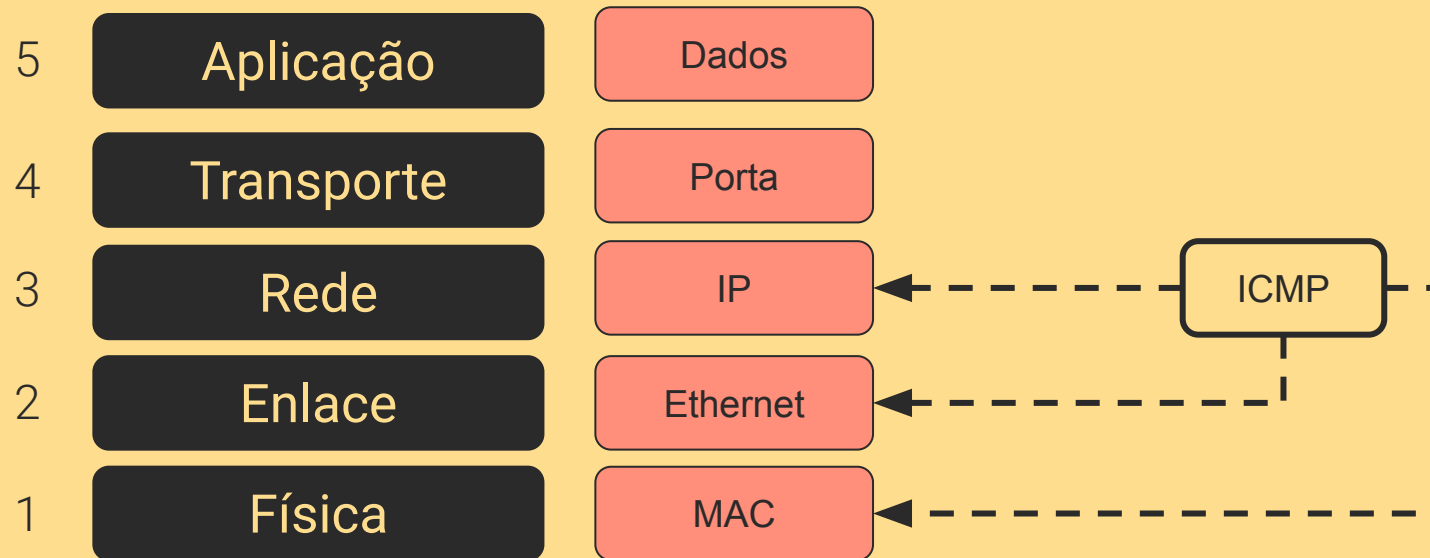 5 Aplicação Dados
4 Transporte Porta
3 Rede IP ICMP
2 Enlace Ethernet
1 Física MAC